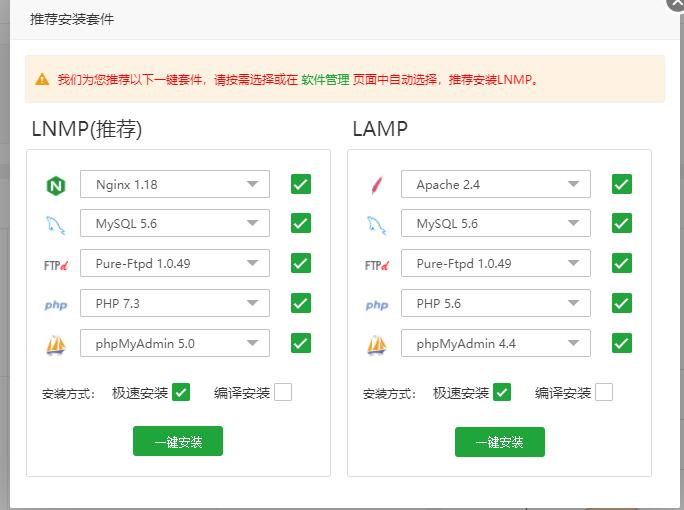 推荐安装套件
我们为您推荐以下一键套件，请按需选择或在 软件管理 页面中自动选择，推荐安装LNMP。
LNMP(推荐)
Nginx 1.18
MySQL 5.6
FTPd Pure-Ftpd 1.0.49
php PHP 7.3
phpMyAdmin 5.0
安装方式： 极速安装 编译安装
一键安装
LAMP
Apache 2.4
MySQL 5.6
FTPd Pure-Ftpd 1.0.49
php PHP 5.6
phpMyAdmin 4.4
安装方式： 极速安装 编译安装
一键安装